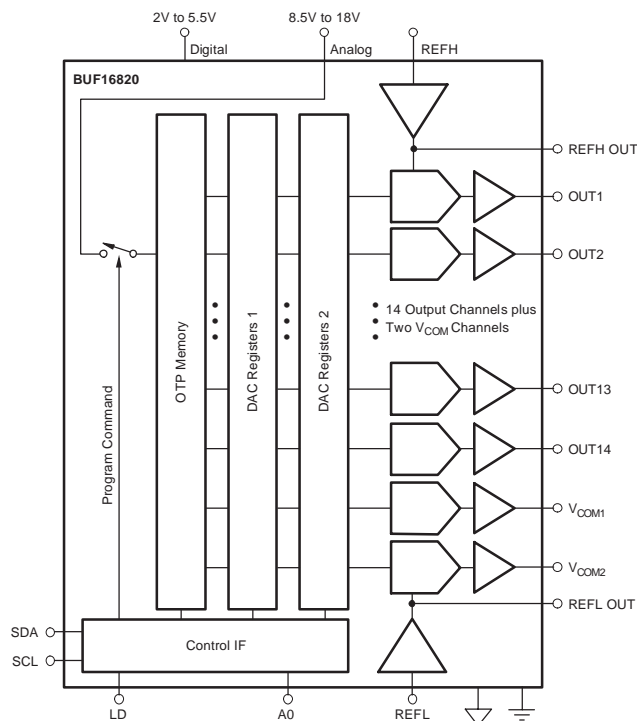 2V to 5.5V
8.5V to 18V
Digital
Analog
REFH
BUF16820
REFH OUT
OUT1
OUT2
14 Output Channels plus
Two VCOM Channels
OTP Memory
DAC Registers 1
DAC Registers 2
Program Command
OUT13
OUT14
VCOM1
VCOM2
REFL OUT
SDA
SCL
Control IF
LD
A0
REFL